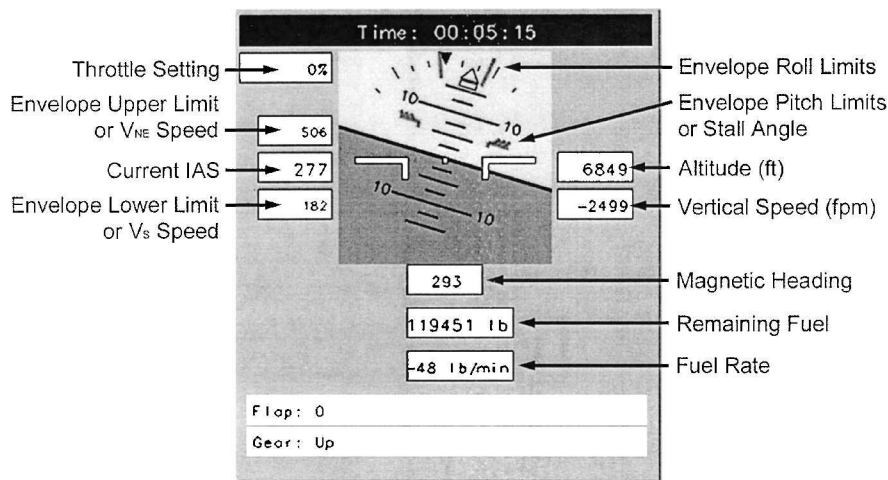 Time: 00:05:15
Throttle Setting
0%
Envelope Roll Limits
Envelope Upper Limit
or VNE Speed
506
10
10
Envelope Pitch Limits
or Stall Angle
Current IAS
277
6849
Altitude (ft)
Envelope Lower Limit
or Vs Speed
182
10
10
-2499
Vertical Speed (fpm)
293
Magnetic Heading
119451 lb
Remaining Fuel
-48 lb/min
Fuel Rate
Flap: 0
Gear: Up